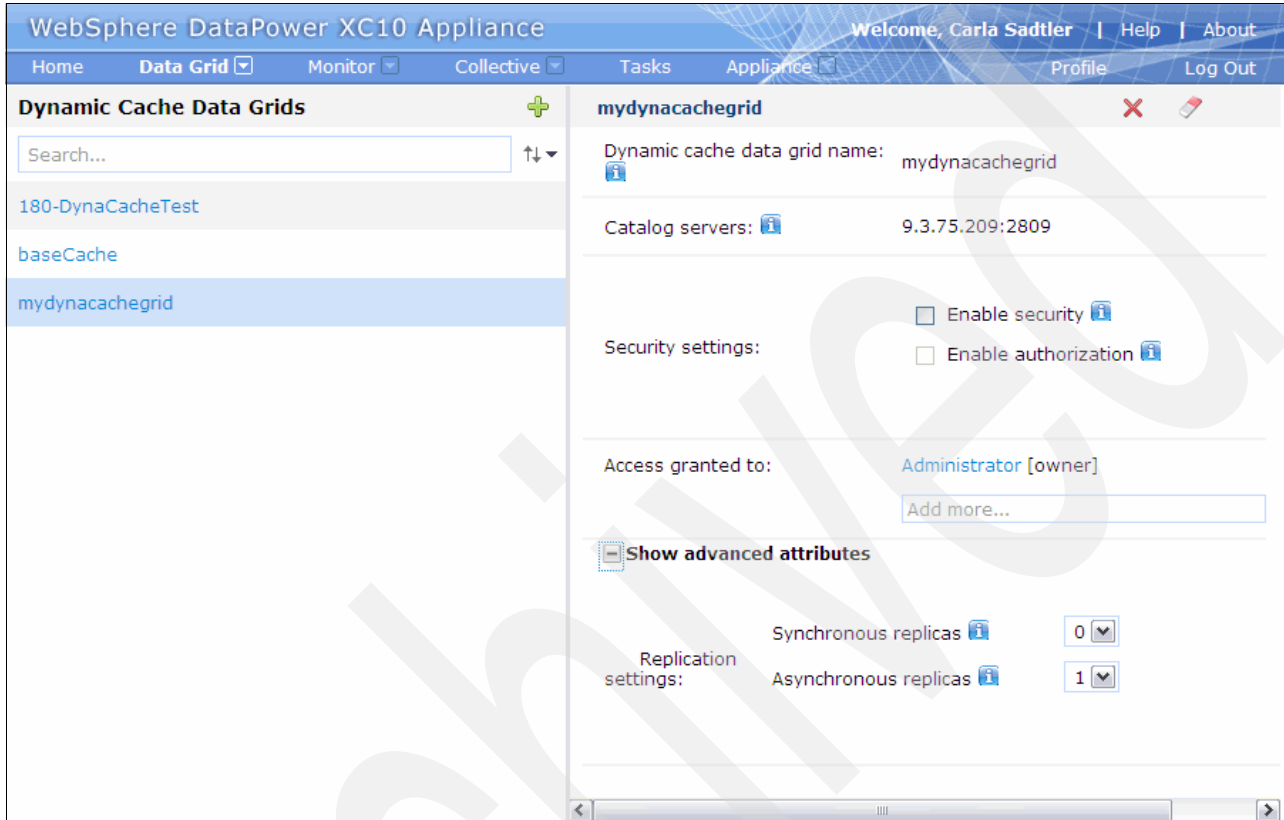 WebSphere DataPower XC10 Appliance
Welcome, Carla Sadtler | Help | About
Home Data Grid Monitor Collective Tasks Appliance Profile Log Out
Dynamic Cache Data Grids
Search...
180-DynaCacheTest
baseCache
mydynacachegrid
mydynacachegrid
Dynamic cache data grid name: mydynacachegrid
Catalog servers: 9.3.75.209:2809
Security settings:
Enable security
Enable authorization
Access granted to: Administrator [owner]
Add more...
Show advanced attributes
Replication settings:
Synchronous replicas 0
Asynchronous replicas 1